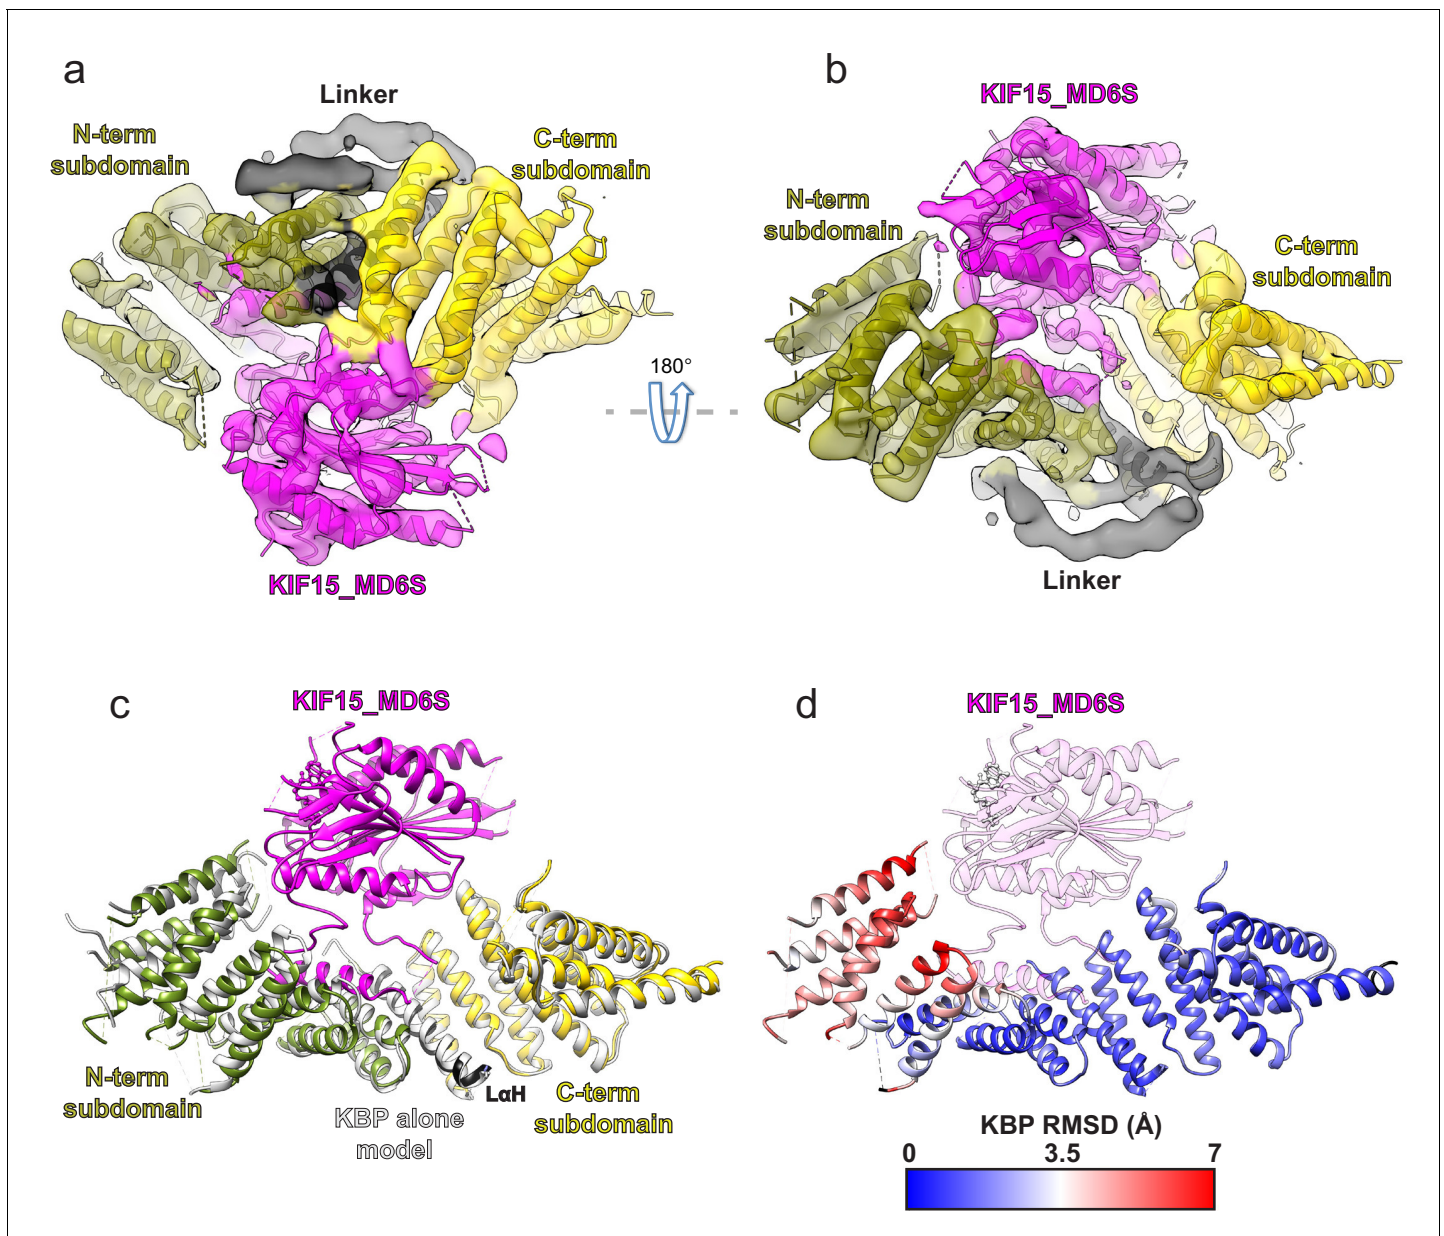 a
Linker
N-term
subdomain
C-term
subdomain
KIF15_MD6S
180°
b
KIF15_MD6S
N-term
subdomain
C-term
subdomain
Linker
c
KIF15_MD6S
N-term
subdomain
KBP alone
model
LαH
C-term
subdomain
d
KIF15_MD6S
KBP RMSD (Å)
0 3.5 7